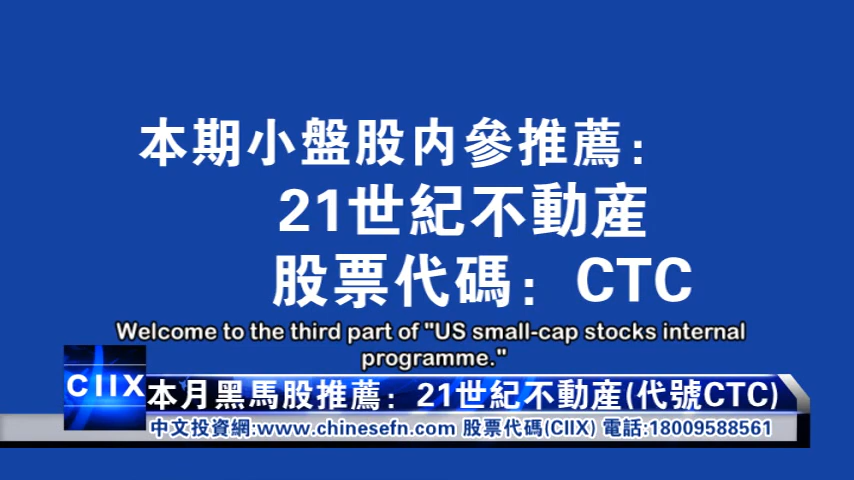 本期小盤股内參推薦：
21世紀不動産
股票代碼：CTC
Welcome to the third part of "US small-cap stocks internal
programme."
CIIX
本月黑馬股推薦：21世紀不動産(代號CTC)
中文投資網:www.chinesefn.com 股票代碼(CIIX) 電話:18009588561